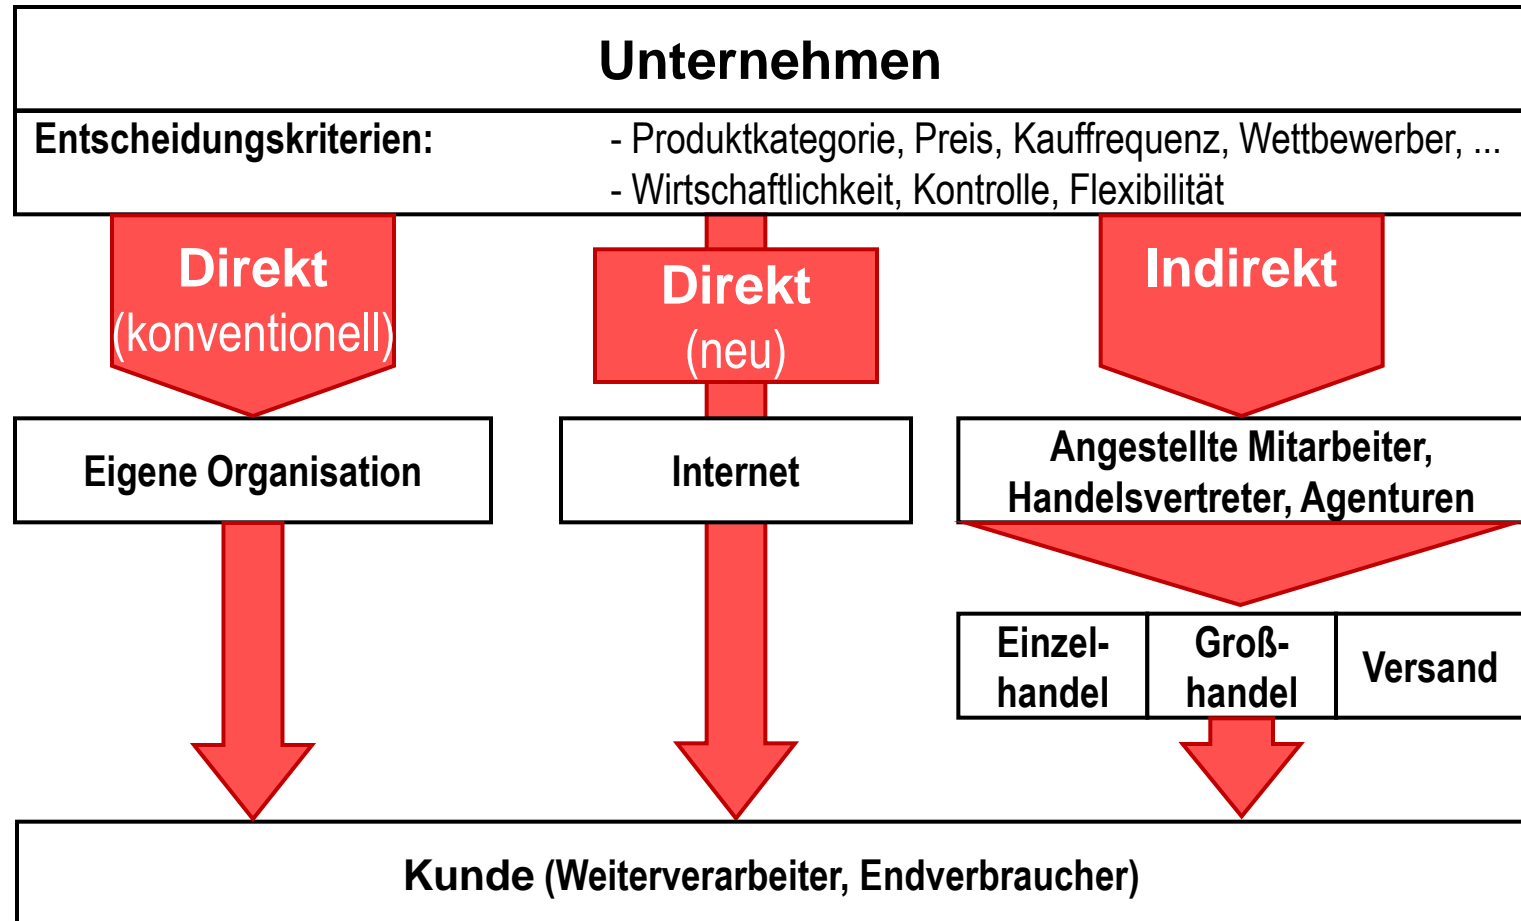 Unternehmen
Entscheidungskriterien: - Produktkategorie, Preis, Kauffrequenz, Wettbewerber, ...
- Wirtschaftlichkeit, Kontrolle, Flexibilität
Direkt
(konventionell)
Direkt
(neu)
Indirekt
Eigene Organisation
Internet
Angestellte Mitarbeiter,
Handelsvertreter, Agenturen
Einzel-
handel
Groß-
handel
Versand
Kunde (Weiterverarbeiter, Endverbraucher)